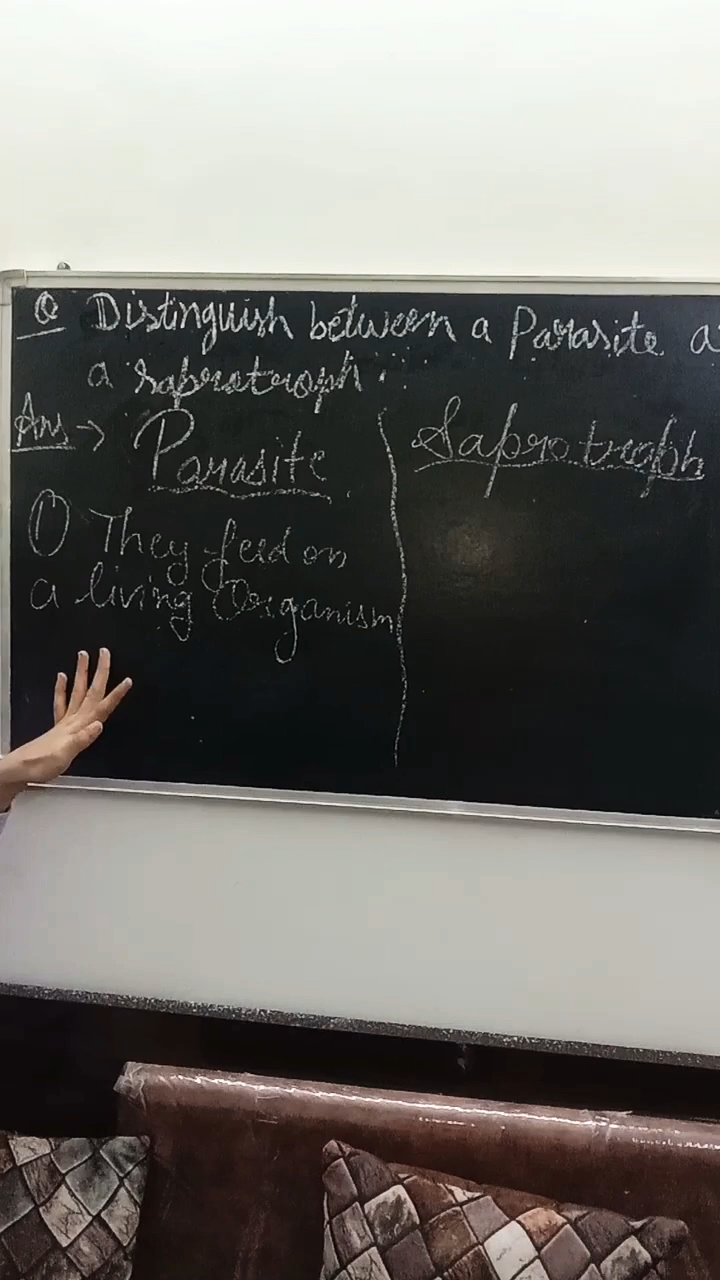 Q Distinguish between a Parasite a
a saprotroph :
Ans → Parasite
Saprotroph
① They feed on
a living Organism